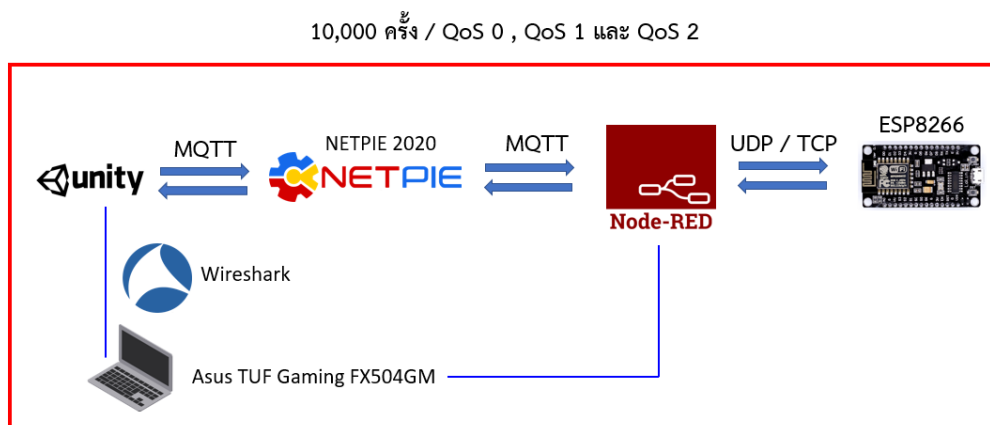 10,000 ครั้ง / QoS 0 , QoS 1 และ QoS 2
MQTT
NETPIE 2020
MQTT
UDP / TCP
ESP8266
unity
NETPIE
Node-RED
Wireshark
Asus TUF Gaming FX504GM